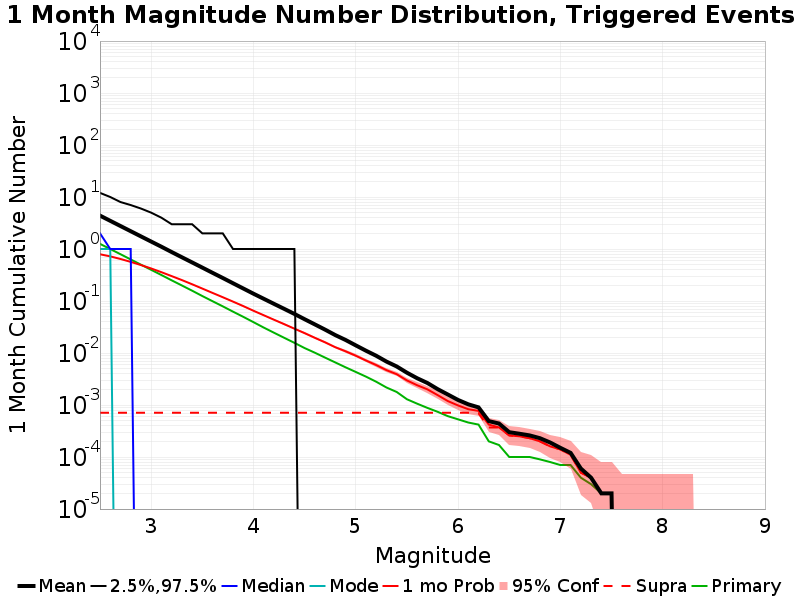 1 Month Magnitude Number Distribution, Triggered Events
1 Month Cumulative Number
10^4
10^3
10^2
10^1
10^0
10^-1
10^-2
10^-3
10^-4
10^-5
3 4 5 6 7 8 9
Magnitude
Mean 2.5%,97.5% Median Mode 1 mo Prob 95% Conf Supra Primary